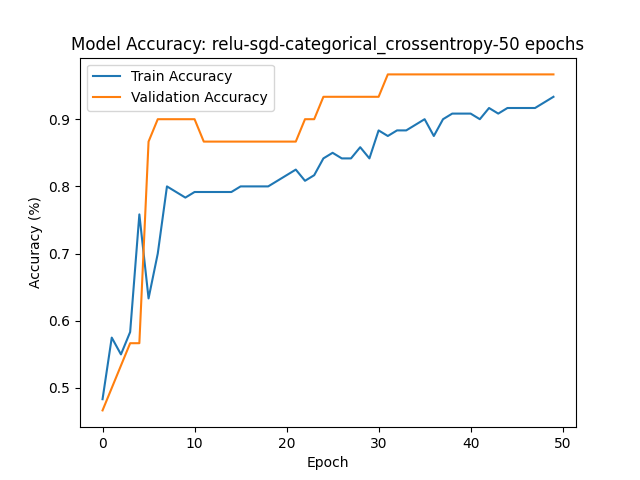 Model Accuracy: relu-sgd-categorical_crossentropy-50 epochs
Train Accuracy
Validation Accuracy
Accuracy (%)
0.9
0.8
0.7
0.6
0.5
0 10 20 30 40 50
Epoch